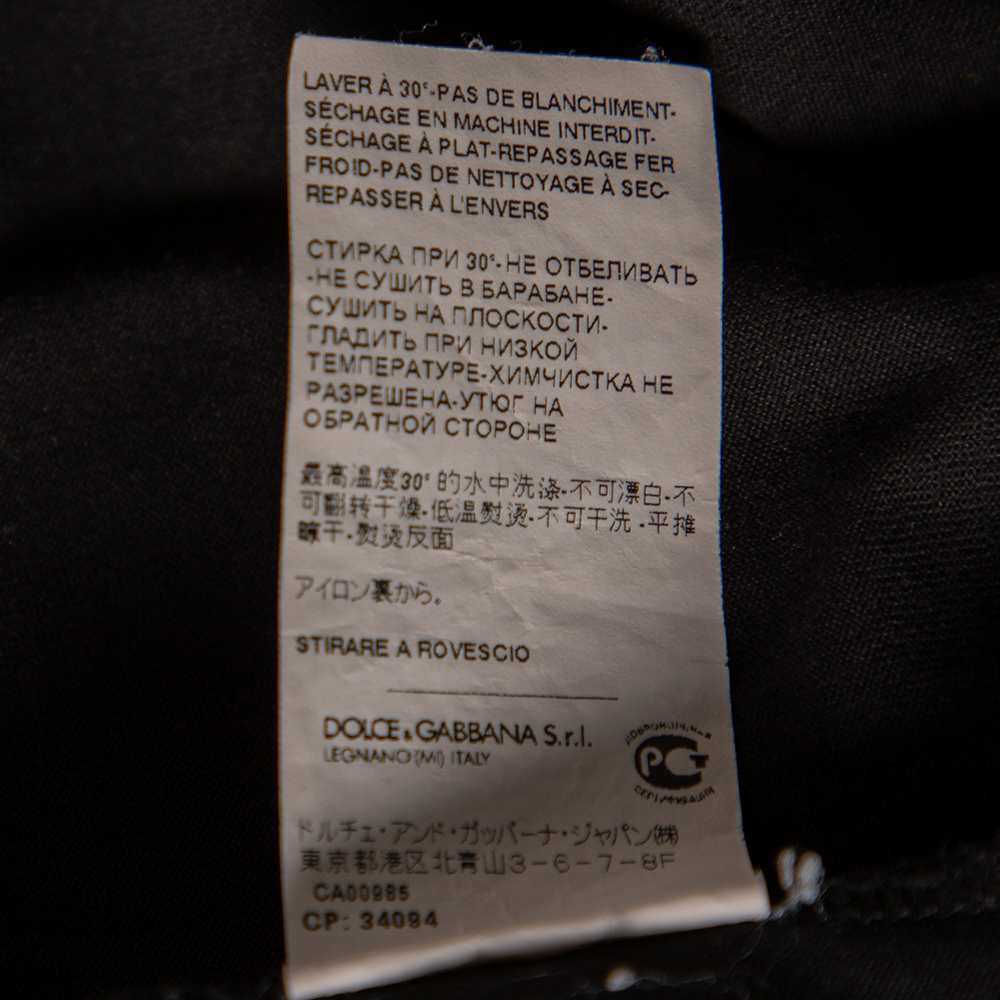 LAVER À 30°-PAS DE BLANCHIMENT-
SÉCHAGE EN MACHINE INTERDIT-
SÉCHAGE À PLAT-REPASSAGE FER
FROID-PAS DE NETTOYAGE À SEC-
REPASSER À L'ENVERS
СТИРКА ПРИ 30°-НЕ ОТБЕЛИВАТЬ
-НЕ СУШИТЬ В БАРАБАНЕ-
СУШИТЬ НА ПЛОСКОСТИ-
ГЛАДИТЬ ПРИ НИЗКОЙ
ТЕМПЕРАТУРЕ-ХИМЧИСТКА НЕ
РАЗРЕШЕНА-УТЮГ НА
ОБРАТНОЙ СТОРОНЕ
最高温度30°的水中洗涤-不可漂白-不
可翻转干燥-低温熨烫-不可干洗-平摊
晾干-熨烫反面
アイロン裏から。
STIRARE A ROVESCIO
DOLCE & GABBANA S.r.l.
LEGNANO (MI) ITALY
ДОБРОВОЛЬНАЯ
РСТ
СЕРТИФИКАЦИЯ
ドルチェ・アンド・ガッバーナ・ジャパン㈱
東京都港区北青山3-6-7-8F
CA00985
CP: 34094